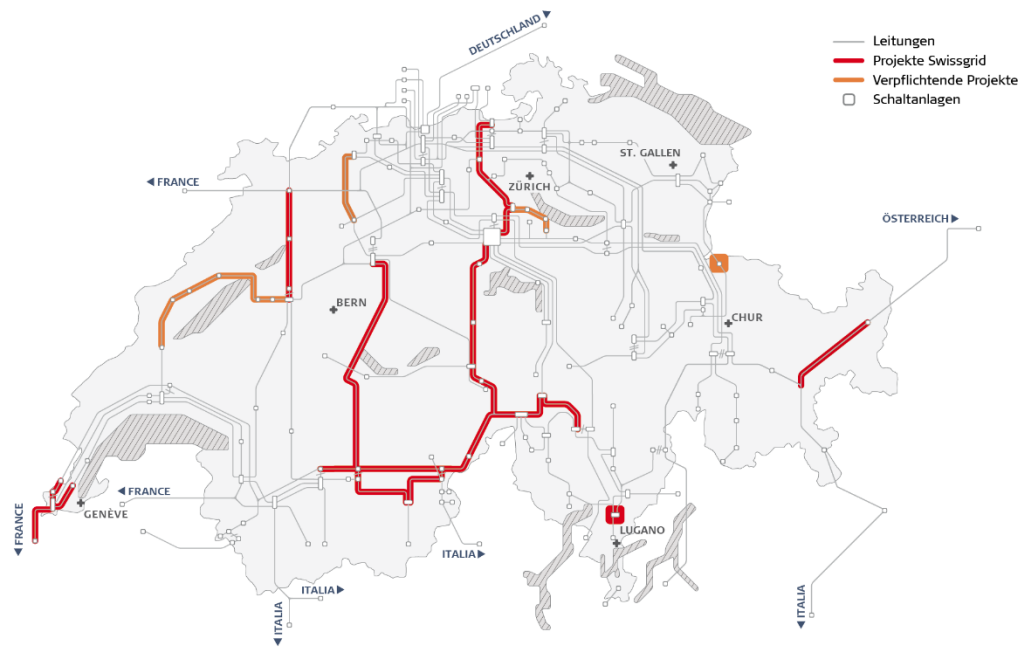 DEUTSCHLAND
Leitungen
Projekte Swissgrid
Verpflichtende Projekte
Schaltanlagen
ST. GALLEN
FRANCE
ZÜRICH
ÖSTERREICH
BERN
CHUR
FRANCE
GENÈVE
FRANCE
LUGANO
ITALIA
ITALIA
ITALIA
ITALIA